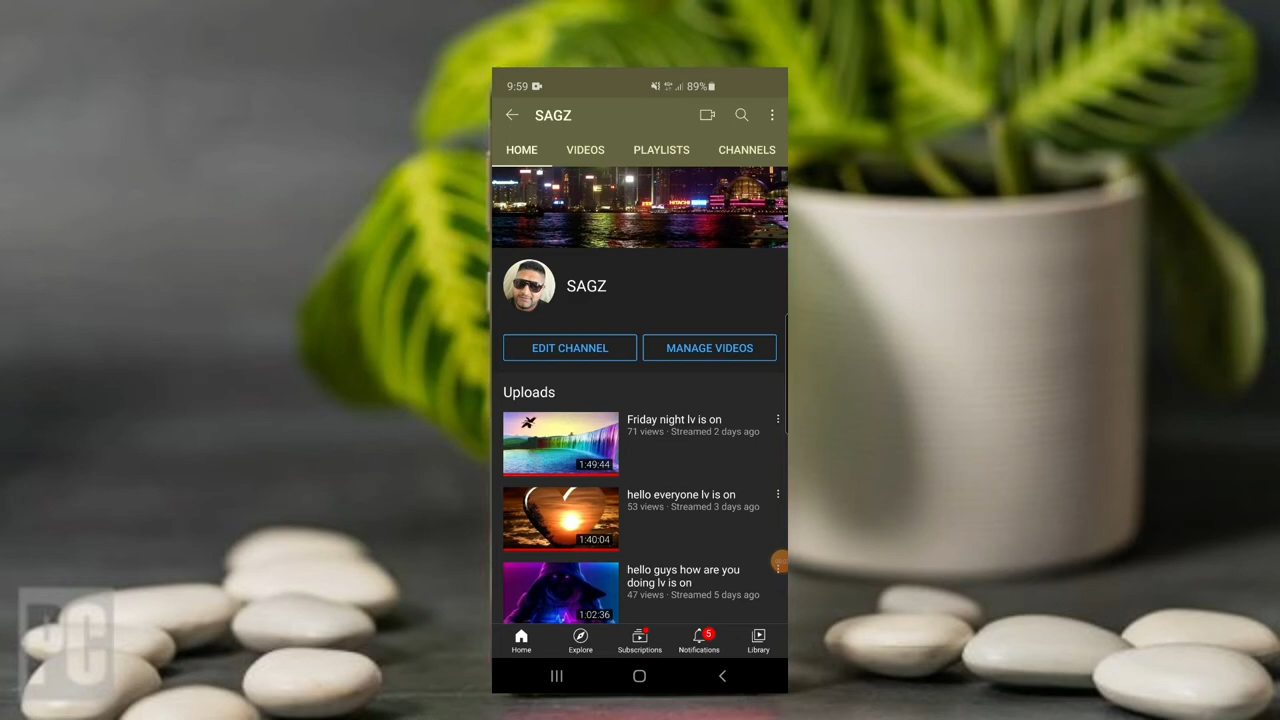 9:59
89%
SAGZ
HOME VIDEOS PLAYLISTS CHANNELS
HITACHI
SAGZ
EDIT CHANNEL MANAGE VIDEOS
Uploads
Friday night lv is on
71 views · Streamed 2 days ago
1:49:44
hello everyone lv is on
53 views · Streamed 3 days ago
1:40:04
hello guys how are you
doing lv is on
47 views · Streamed 5 days ago
1:02:36
5
Home Explore Subscriptions Notifications Library
PC